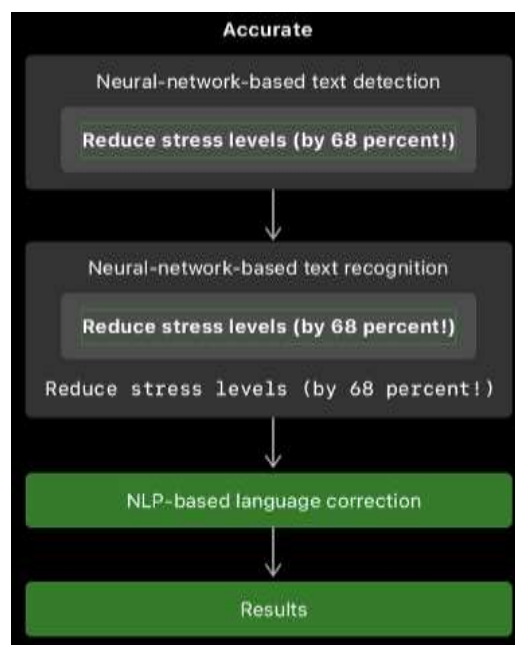 Accurate
Neural-network-based text detection
Reduce stress levels (by 68 percent!)
Neural-network-based text recognition
Reduce stress levels (by 68 percent!)
Reduce stress levels (by 68 percent!)
NLP-based language correction
Results